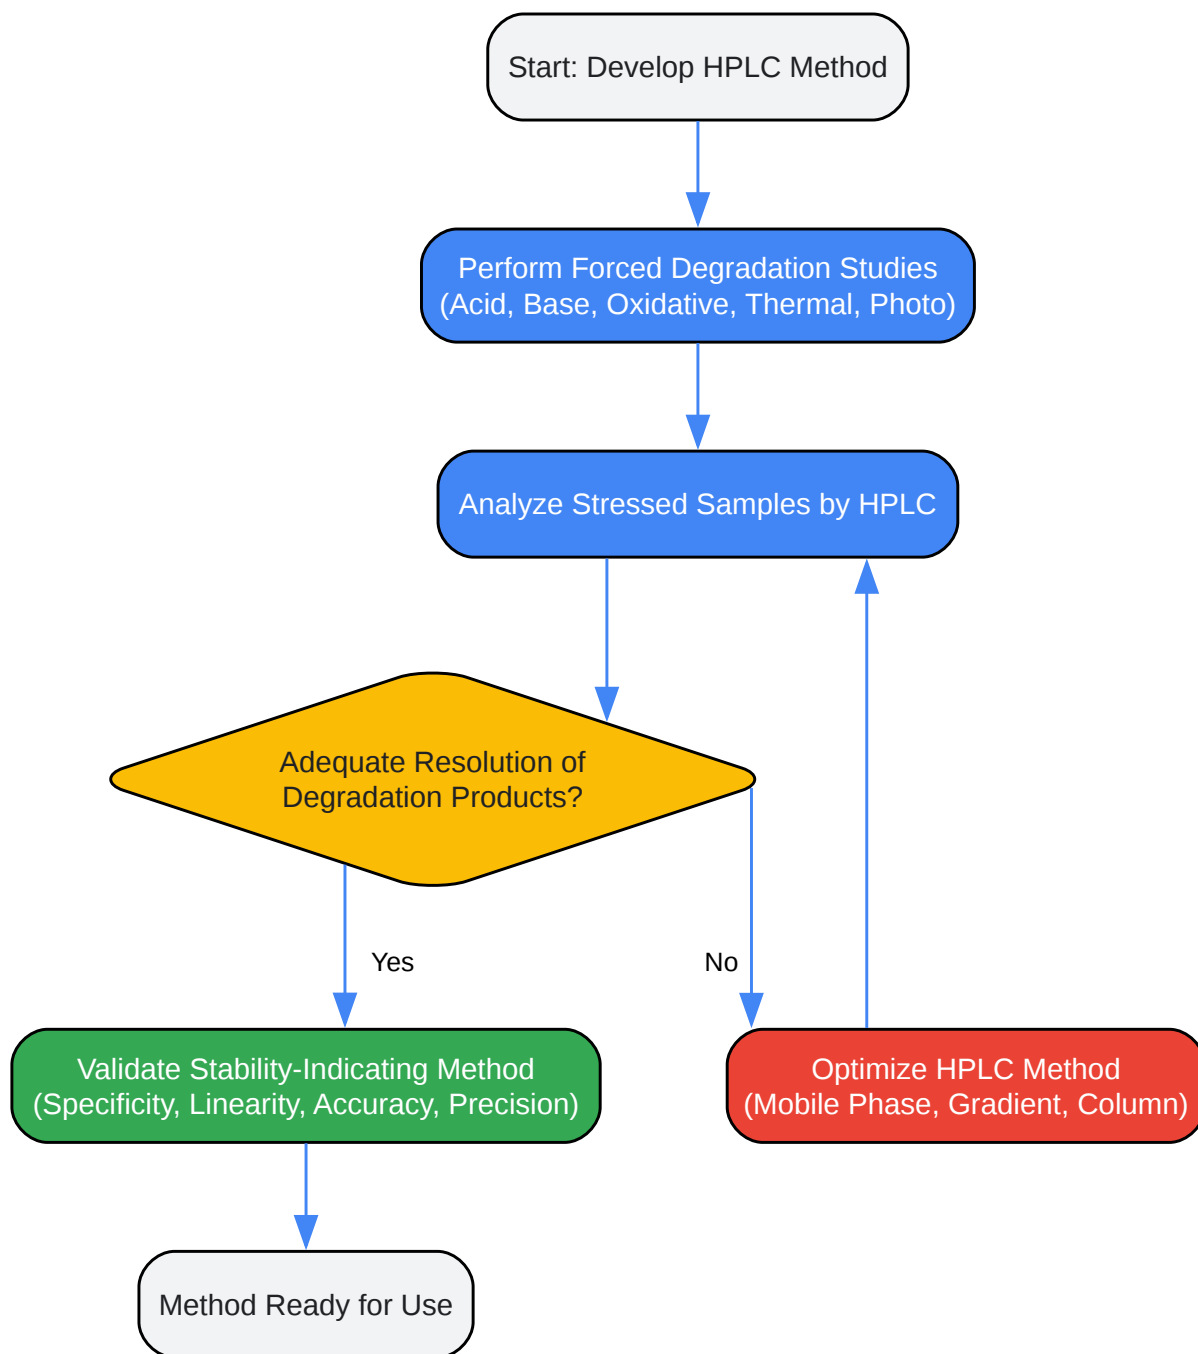 Start: Develop HPLC Method
Perform Forced Degradation Studies
(Acid, Base, Oxidative, Thermal, Photo)
Analyze Stressed Samples by HPLC
Adequate Resolution of
Degradation Products?
Yes
No
Validate Stability-Indicating Method
(Specificity, Linearity, Accuracy, Precision)
Optimize HPLC Method
(Mobile Phase, Gradient, Column)
Method Ready for Use